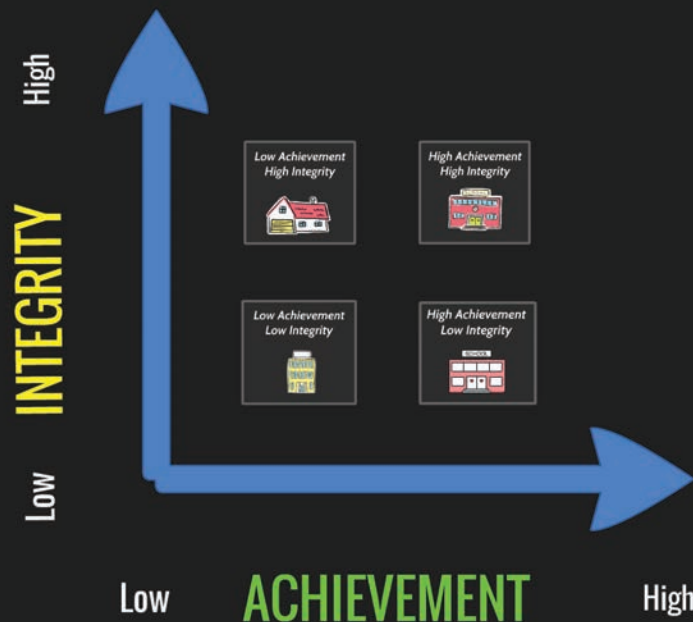 High
INTEGRITY
Low
Low Achievement
High Integrity
High Achievement
High Integrity
Low Achievement
Low Integrity
High Achievement
Low Integrity
SCHOOL
Low
ACHIEVEMENT
High